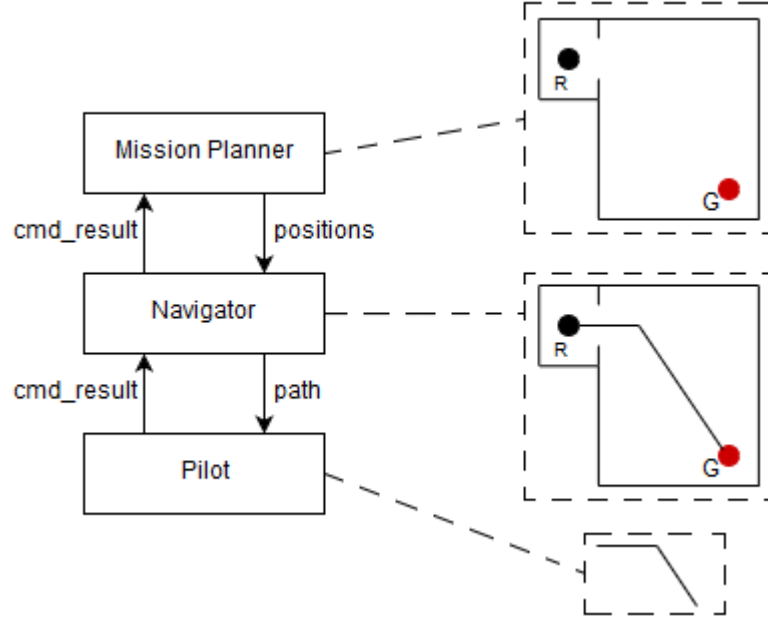 R
Mission Planner
G
cmd_result
positions
Navigator
R
cmd_result
path
G
Pilot